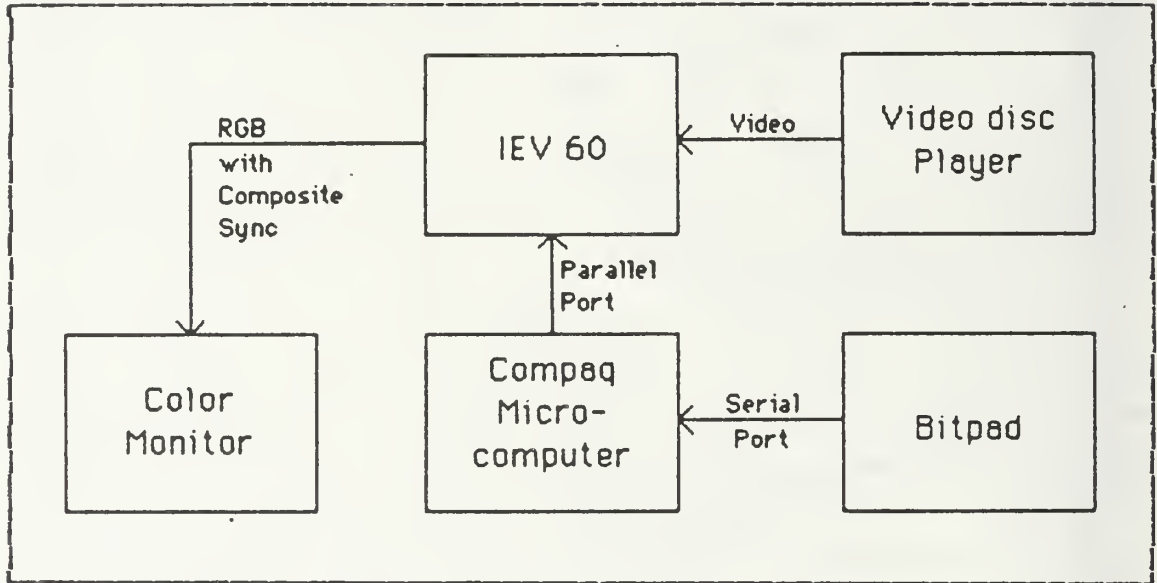 RGB
with
Composite
Sync
IEV 60
Video
Video disc
Player
Parallel
Port
Color
Monitor
Compaq
Micro-
computer
Serial
Port
Bitpad